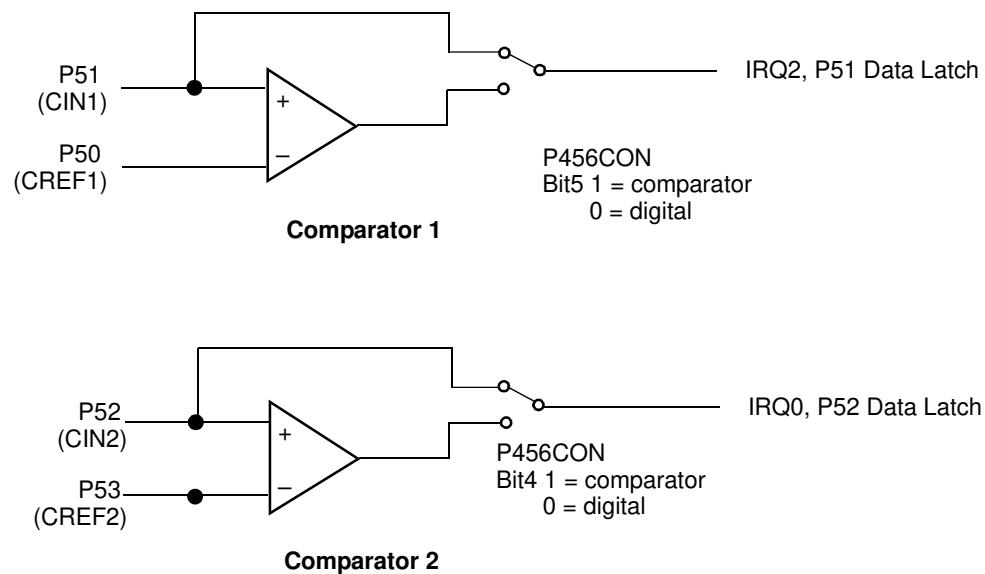 P51
(CIN1)
+
P50
(CREF1)
–
IRQ2, P51 Data Latch
P456CON
Bit5 1 = comparator
0 = digital
Comparator 1
P52
(CIN2)
+
P53
(CREF2)
–
IRQ0, P52 Data Latch
P456CON
Bit4 1 = comparator
0 = digital
Comparator 2